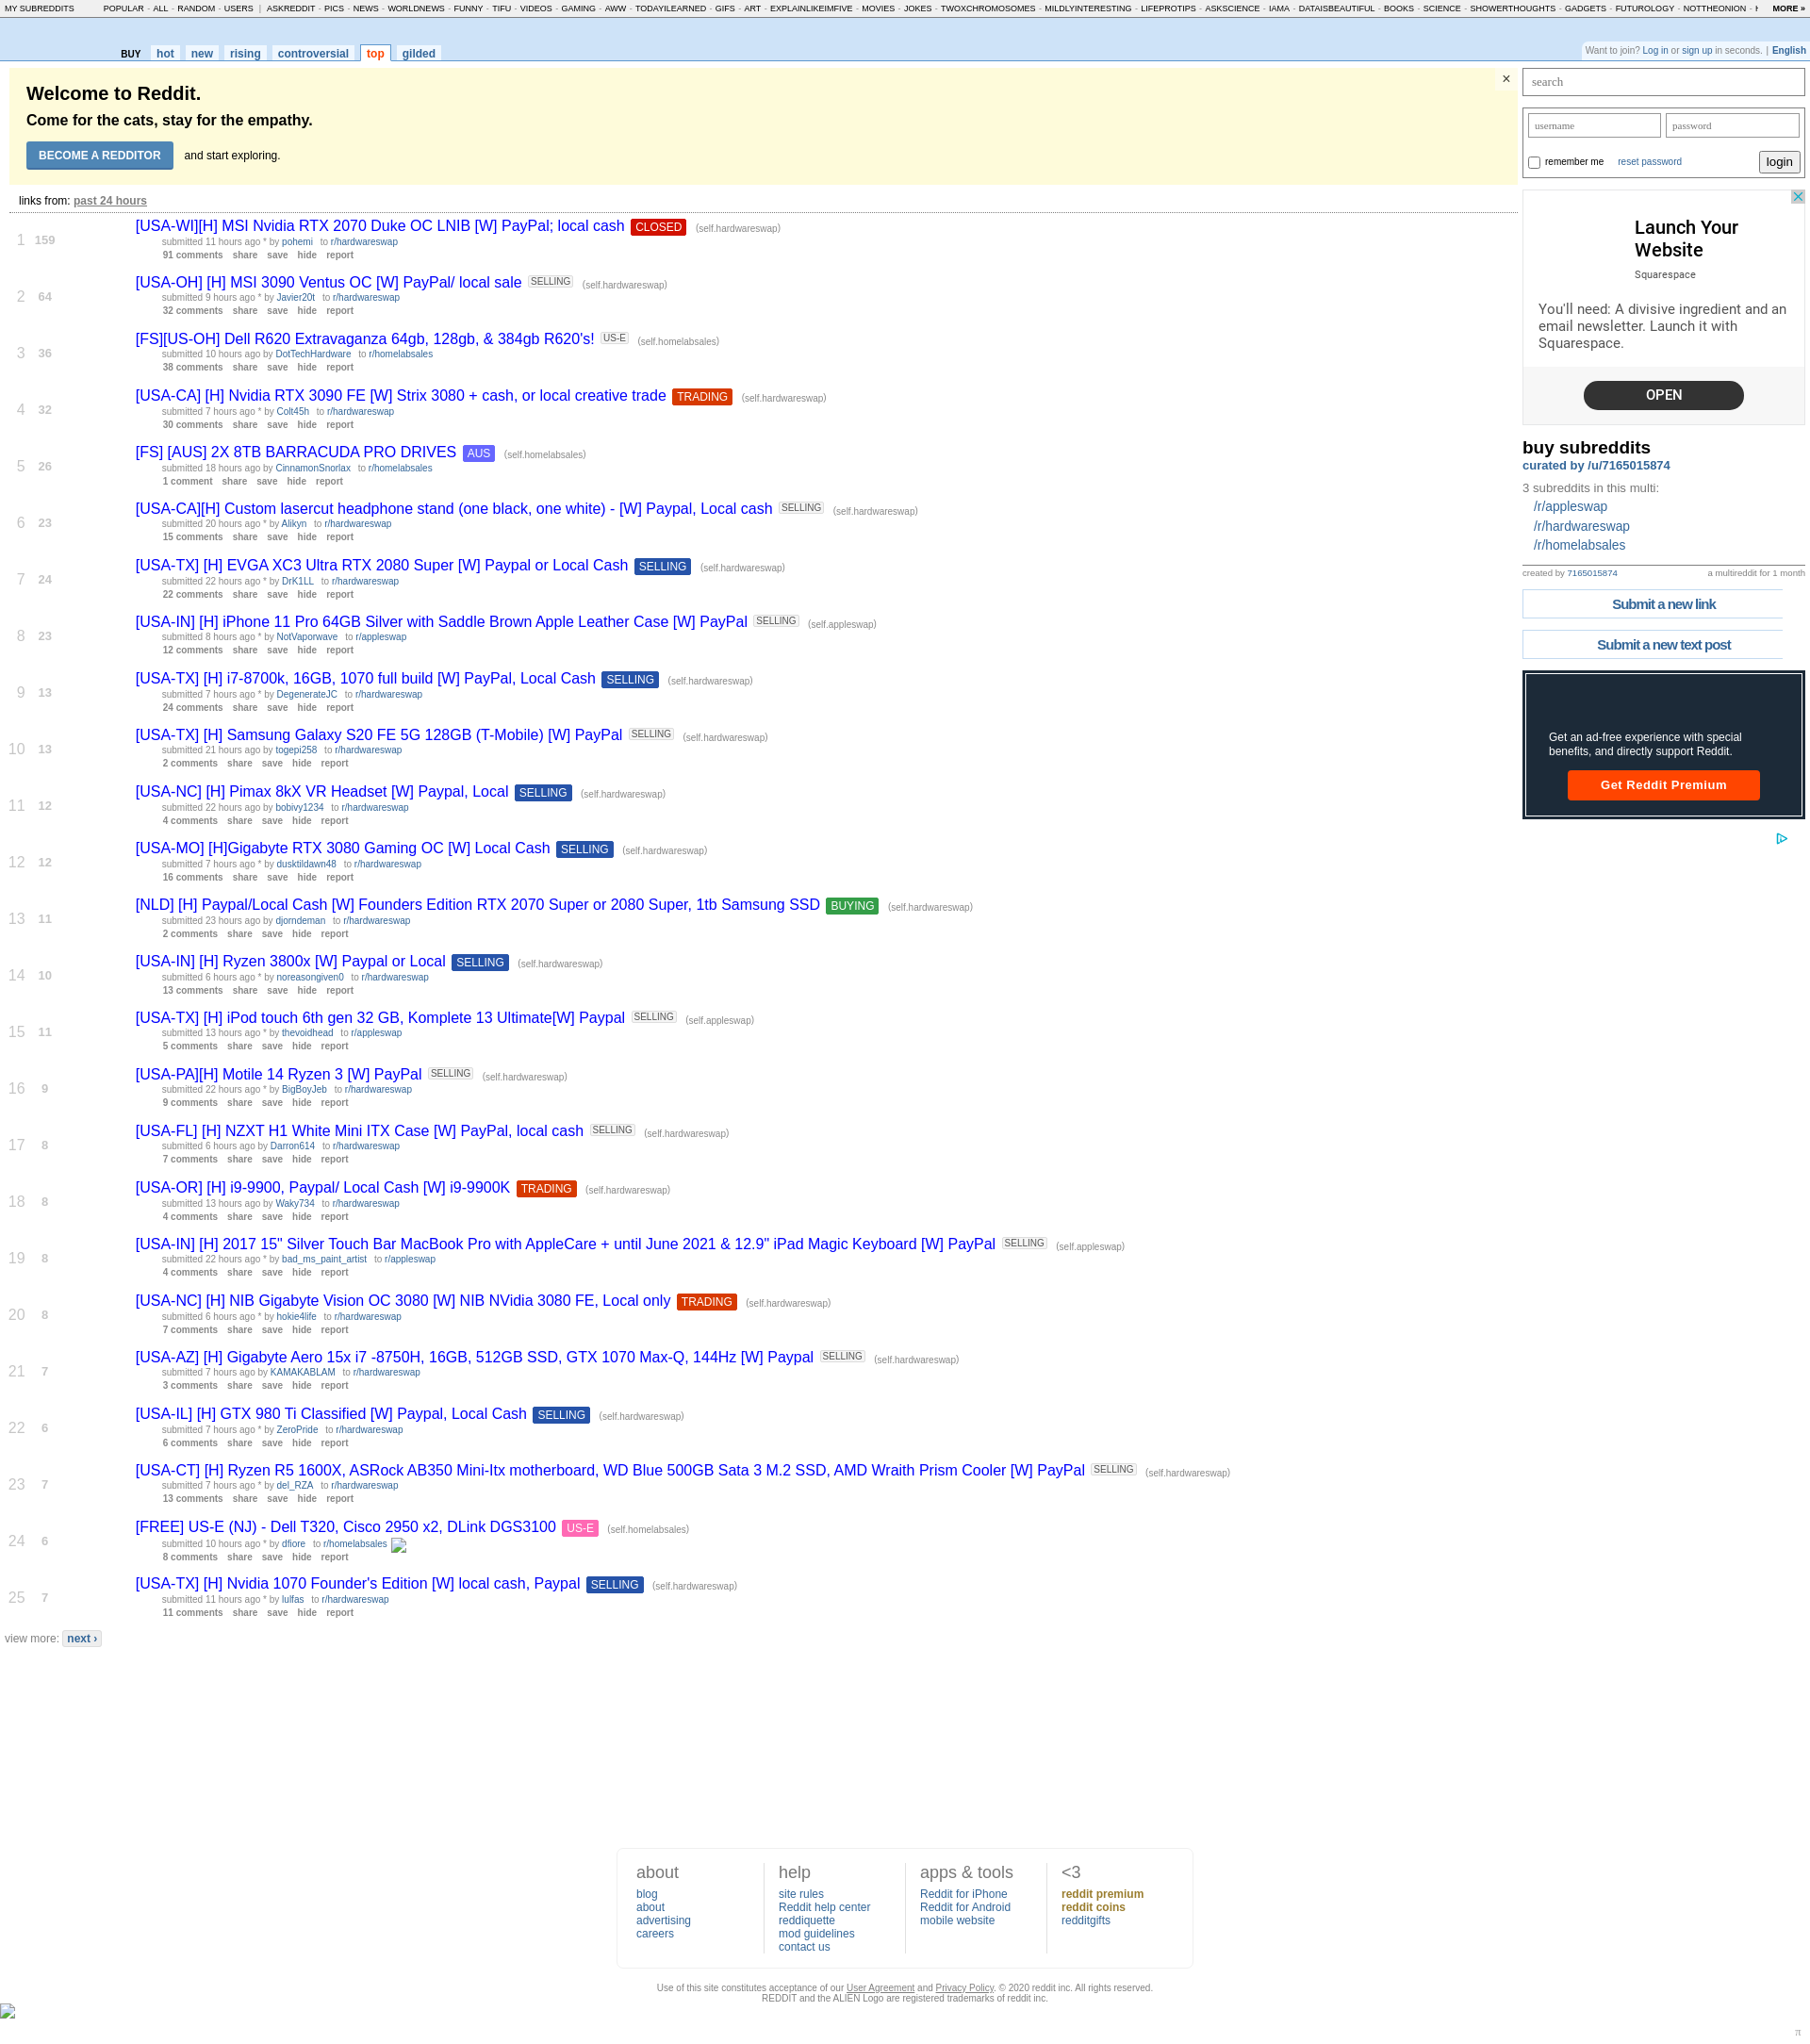 MY SUBREDDITS POPULAR - ALL - RANDOM - USERS | ASKREDDIT - PICS - NEWS - WORLDNEWS - FUNNY - TIFU - VIDEOS - GAMING - AWW - TODAYILEARNED - GIFS - ART - EXPLAINLIKEIMFIVE - MOVIES - JOKES - TWOXCHROMOSOMES - MILDLYINTERESTING - LIFEPROTIPS - ASKSCIENCE - IAMA - DATAISBEAUTIFUL - BOOKS - SCIENCE - SHOWERTHOUGHTS - GADGETS - FUTUROLOGY - NOTTHEONION - MORE »
BUY hot new rising controversial top gilded
Want to join? Log in or sign up in seconds. | English
Welcome to Reddit.
Come for the cats, stay for the empathy.
BECOME A REDDITOR and start exploring.
×
links from: past 24 hours
1 159 [USA-WI][H] MSI Nvidia RTX 2070 Duke OC LNIB [W] PayPal; local cash CLOSED (self.hardwareswap)
submitted 11 hours ago * by pohemi to r/hardwareswap
91 comments share save hide report
2 64 [USA-OH] [H] MSI 3090 Ventus OC [W] PayPal/ local sale SELLING (self.hardwareswap)
submitted 9 hours ago * by Javier20t to r/hardwareswap
32 comments share save hide report
3 36 [FS][US-OH] Dell R620 Extravaganza 64gb, 128gb, & 384gb R620's! US-E (self.homelabsales)
submitted 10 hours ago by DotTechHardware to r/homelabsales
38 comments share save hide report
4 32 [USA-CA] [H] Nvidia RTX 3090 FE [W] Strix 3080 + cash, or local creative trade TRADING (self.hardwareswap)
submitted 7 hours ago * by Colt45h to r/hardwareswap
30 comments share save hide report
5 26 [FS] [AUS] 2X 8TB BARRACUDA PRO DRIVES AUS (self.homelabsales)
submitted 18 hours ago by CinnamonSnorlax to r/homelabsales
1 comment share save hide report
6 23 [USA-CA][H] Custom lasercut headphone stand (one black, one white) - [W] Paypal, Local cash SELLING (self.hardwareswap)
submitted 20 hours ago * by Alikyn to r/hardwareswap
15 comments share save hide report
7 24 [USA-TX] [H] EVGA XC3 Ultra RTX 2080 Super [W] Paypal or Local Cash SELLING (self.hardwareswap)
submitted 22 hours ago * by DrK1LL to r/hardwareswap
22 comments share save hide report
8 23 [USA-IN] [H] iPhone 11 Pro 64GB Silver with Saddle Brown Apple Leather Case [W] PayPal SELLING (self.appleswap)
submitted 8 hours ago * by NotVaporwave to r/appleswap
12 comments share save hide report
9 13 [USA-TX] [H] i7-8700k, 16GB, 1070 full build [W] PayPal, Local Cash SELLING (self.hardwareswap)
submitted 7 hours ago * by DegenerateJC to r/hardwareswap
24 comments share save hide report
10 13 [USA-TX] [H] Samsung Galaxy S20 FE 5G 128GB (T-Mobile) [W] PayPal SELLING (self.hardwareswap)
submitted 21 hours ago by togepi258 to r/hardwareswap
2 comments share save hide report
11 12 [USA-NC] [H] Pimax 8kX VR Headset [W] Paypal, Local SELLING (self.hardwareswap)
submitted 22 hours ago by bobivy1234 to r/hardwareswap
4 comments share save hide report
12 12 [USA-MO] [H]Gigabyte RTX 3080 Gaming OC [W] Local Cash SELLING (self.hardwareswap)
submitted 7 hours ago * by dusktildawn48 to r/hardwareswap
16 comments share save hide report
13 11 [NLD] [H] Paypal/Local Cash [W] Founders Edition RTX 2070 Super or 2080 Super, 1tb Samsung SSD BUYING (self.hardwareswap)
submitted 23 hours ago by djorndeman to r/hardwareswap
2 comments share save hide report
14 10 [USA-IN] [H] Ryzen 3800x [W] Paypal or Local SELLING (self.hardwareswap)
submitted 6 hours ago * by noreasongiven0 to r/hardwareswap
13 comments share save hide report
15 11 [USA-TX] [H] iPod touch 6th gen 32 GB, Komplete 13 Ultimate[W] Paypal SELLING (self.appleswap)
submitted 13 hours ago * by thevoidhead to r/appleswap
5 comments share save hide report
16 9 [USA-PA][H] Motile 14 Ryzen 3 [W] PayPal SELLING (self.hardwareswap)
submitted 22 hours ago * by BigBoyJeb to r/hardwareswap
9 comments share save hide report
17 8 [USA-FL] [H] NZXT H1 White Mini ITX Case [W] PayPal, local cash SELLING (self.hardwareswap)
submitted 6 hours ago by Darron614 to r/hardwareswap
7 comments share save hide report
18 8 [USA-OR] [H] i9-9900, Paypal/ Local Cash [W] i9-9900K TRADING (self.hardwareswap)
submitted 13 hours ago by Waky734 to r/hardwareswap
4 comments share save hide report
19 8 [USA-IN] [H] 2017 15" Silver Touch Bar MacBook Pro with AppleCare + until June 2021 & 12.9" iPad Magic Keyboard [W] PayPal SELLING (self.appleswap)
submitted 22 hours ago * by bad_ms_paint_artist to r/appleswap
4 comments share save hide report
20 8 [USA-NC] [H] NIB Gigabyte Vision OC 3080 [W] NIB NVidia 3080 FE, Local only TRADING (self.hardwareswap)
submitted 6 hours ago * by hokie4life to r/hardwareswap
7 comments share save hide report
21 7 [USA-AZ] [H] Gigabyte Aero 15x i7 -8750H, 16GB, 512GB SSD, GTX 1070 Max-Q, 144Hz [W] Paypal SELLING (self.hardwareswap)
submitted 7 hours ago by KAMAKABLAM to r/hardwareswap
3 comments share save hide report
22 6 [USA-IL] [H] GTX 980 Ti Classified [W] Paypal, Local Cash SELLING (self.hardwareswap)
submitted 7 hours ago * by ZeroPride to r/hardwareswap
6 comments share save hide report
23 7 [USA-CT] [H] Ryzen R5 1600X, ASRock AB350 Mini-Itx motherboard, WD Blue 500GB Sata 3 M.2 SSD, AMD Wraith Prism Cooler [W] PayPal SELLING (self.hardwareswap)
submitted 7 hours ago * by del_RZA to r/hardwareswap
13 comments share save hide report
24 6 [FREE] US-E (NJ) - Dell T320, Cisco 2950 x2, DLink DGS3100 US-E (self.homelabsales)
submitted 10 hours ago * by dfiore to r/homelabsales
8 comments share save hide report
25 7 [USA-TX] [H] Nvidia 1070 Founder's Edition [W] local cash, Paypal SELLING (self.hardwareswap)
submitted 11 hours ago * by lulfas to r/hardwareswap
11 comments share save hide report
view more: next ›
search
username password
remember me reset password login
Launch Your
Website
Squarespace
You'll need: A divisive ingredient and an
email newsletter. Launch it with
Squarespace.
OPEN
buy subreddits
curated by /u/7165015874
3 subreddits in this multi:
/r/appleswap
/r/hardwareswap
/r/homelabsales
created by 7165015874 a multireddit for 1 month
Submit a new link
Submit a new text post
Get an ad-free experience with special
benefits, and directly support Reddit.
Get Reddit Premium
about
blog
about
advertising
careers
help
site rules
Reddit help center
reddiquette
mod guidelines
contact us
apps & tools
Reddit for iPhone
Reddit for Android
mobile website
<3
reddit premium
reddit coins
redditgifts
Use of this site constitutes acceptance of our User Agreement and Privacy Policy. © 2020 reddit inc. All rights reserved.
REDDIT and the ALIEN Logo are registered trademarks of reddit inc.
π